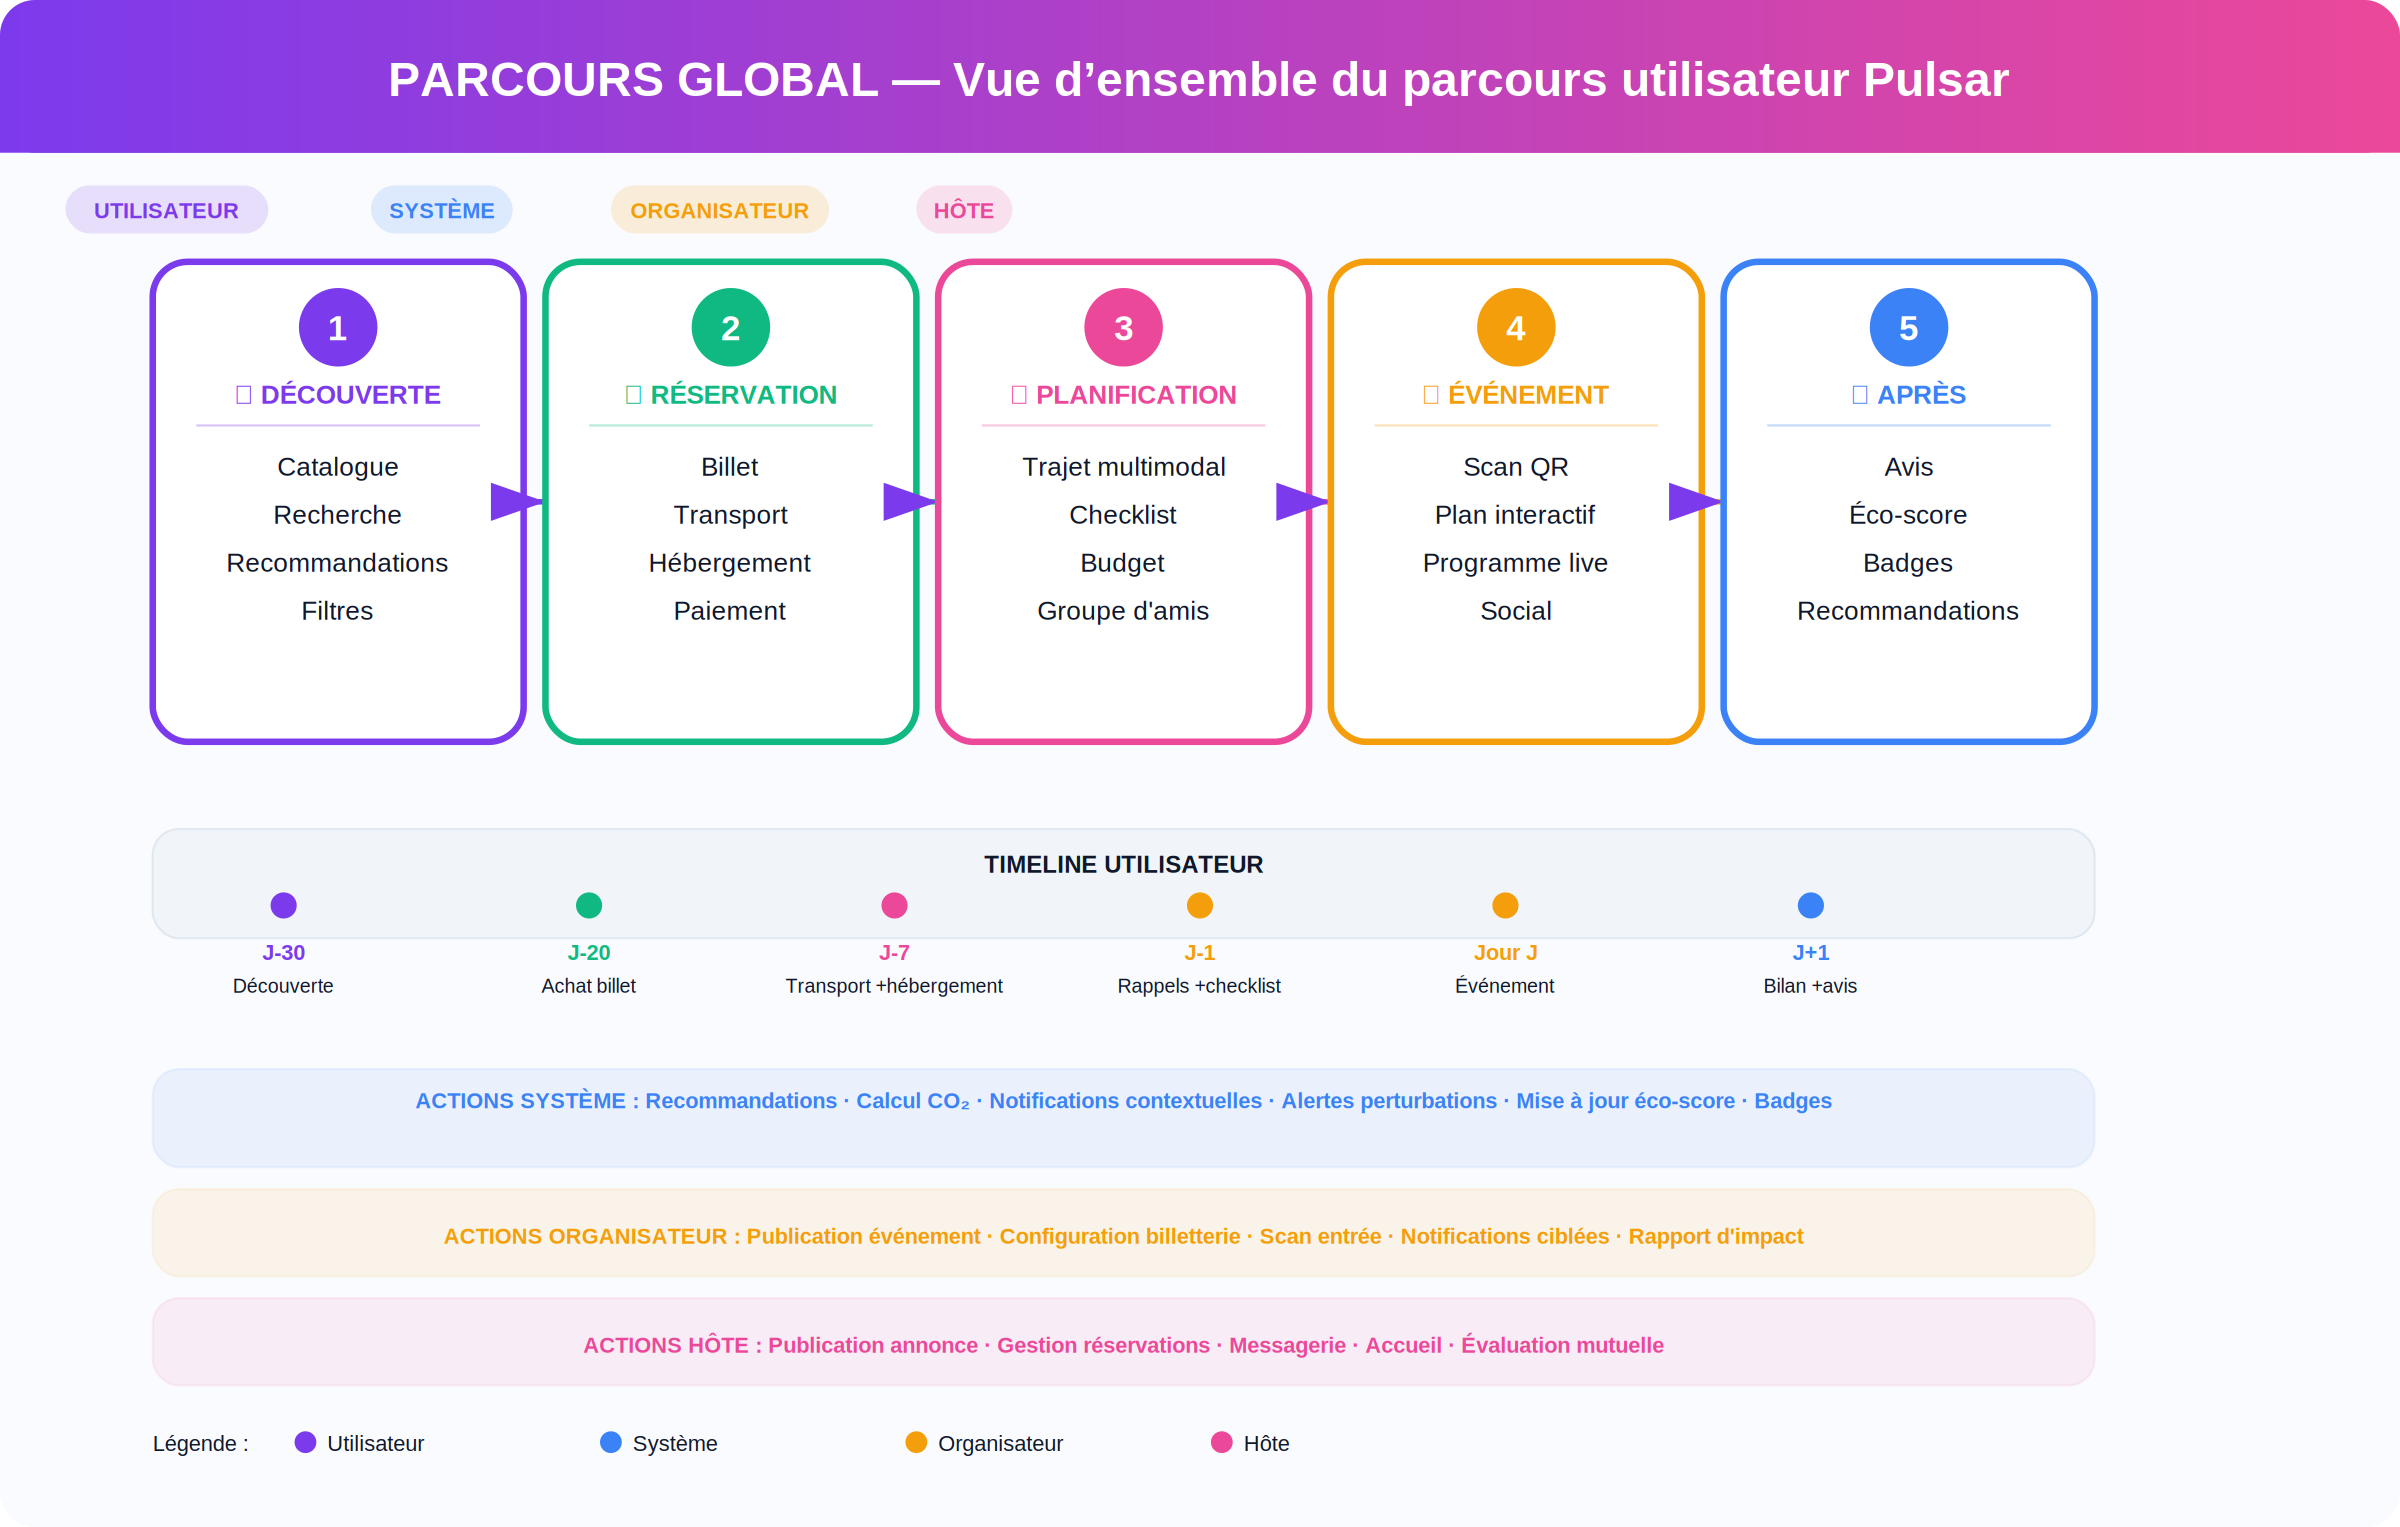 PARCOURS GLOBAL — Vue d’ensemble du parcours utilisateur Pulsar
UTILISATEUR
SYSTÈME
ORGANISATEUR
HÔTE
1
DÉCOUVERTE
Catalogue
Recherche
Recommandations
Filtres
2
RÉSERVATION
Billet
Transport
Hébergement
Paiement
3
PLANIFICATION
Trajet multimodal
Checklist
Budget
Groupe d'amis
4
ÉVÉNEMENT
Scan QR
Plan interactif
Programme live
Social
5
APRÈS
Avis
Éco-score
Badges
Recommandations
TIMELINE UTILISATEUR
J-30
Découverte
J-20
Achat billet
J-7
Transport +hébergement
J-1
Rappels +checklist
Jour J
Événement
J+1
Bilan +avis
ACTIONS SYSTÈME : Recommandations · Calcul CO₂ · Notifications contextuelles · Alertes perturbations · Mise à jour éco-score · Badges
ACTIONS ORGANISATEUR : Publication événement · Configuration billetterie · Scan entrée · Notifications ciblées · Rapport d'impact
ACTIONS HÔTE : Publication annonce · Gestion réservations · Messagerie · Accueil · Évaluation mutuelle
Légende :
Utilisateur
Système
Organisateur
Hôte